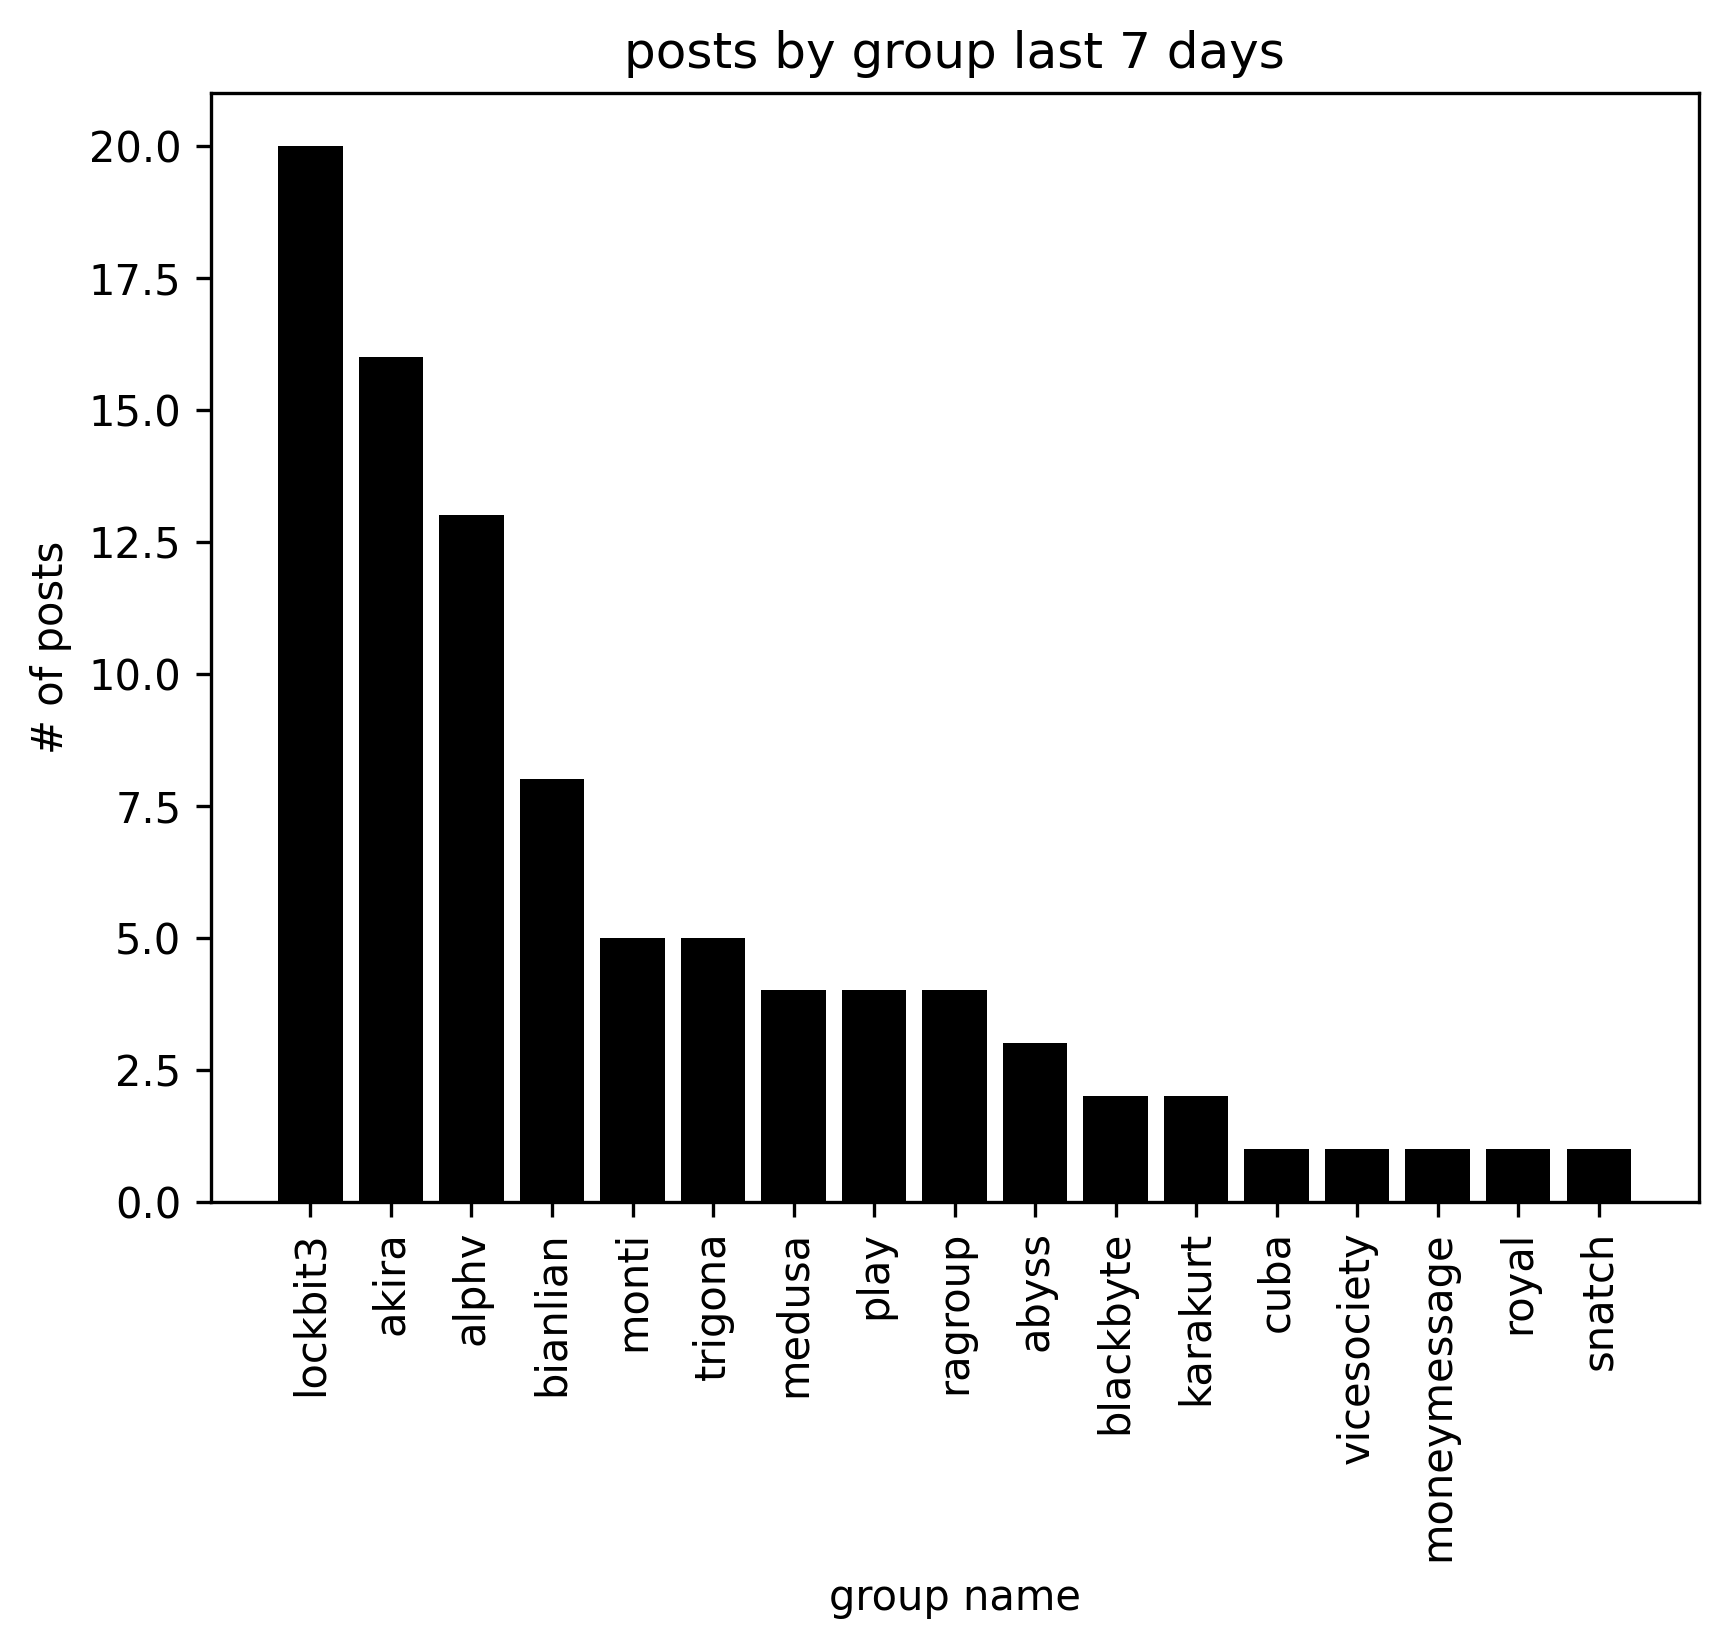 posts by group last 7 days
20.0
17.5
15.0
12.5
10.0
7.5
5.0
2.5
0.0
# of posts
lockbit3
akira
alphv
bianlian
monti
trigona
medusa
play
ragroup
abyss
blackbyte
karakurt
cuba
vicesociety
moneymessage
royal
snatch
group name